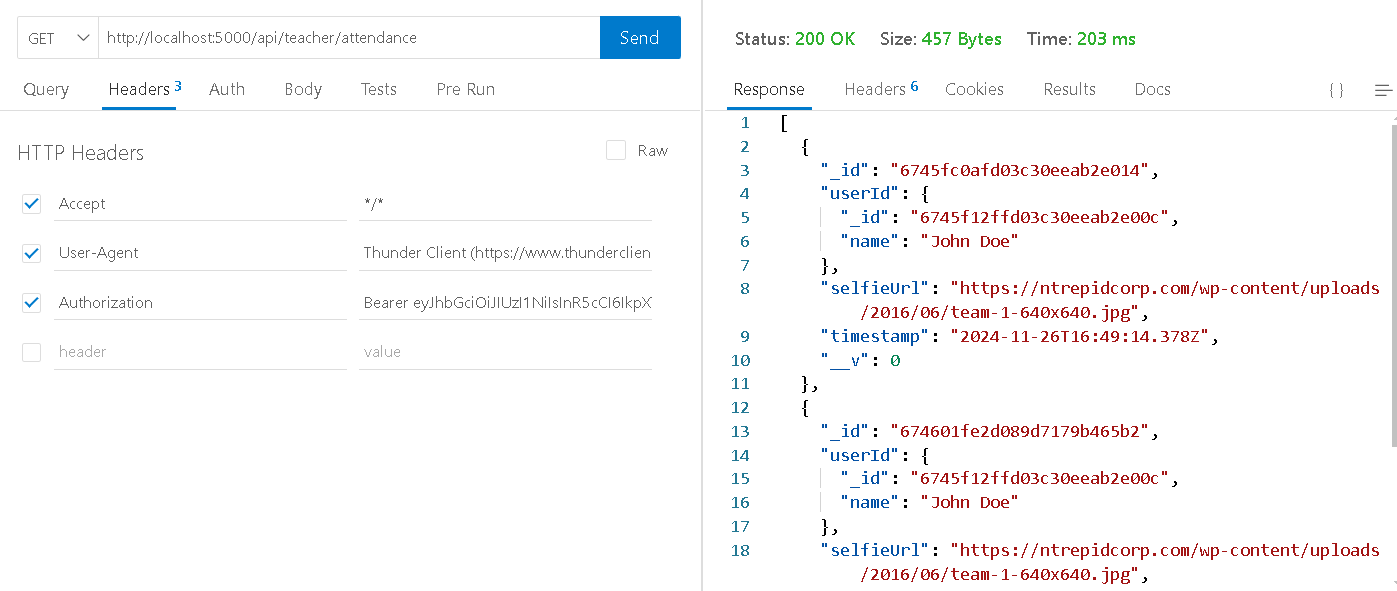 GET http://localhost:5000/api/teacher/attendance Send
Query Headers 3 Auth Body Tests Pre Run
HTTP Headers Raw
Accept */*
User-Agent Thunder Client (https://www.thunderclien
Authorization Bearer eyJhbGciOiJIUzI1NiIsInR5cCI6IkpX
header value
Status: 200 OK Size: 457 Bytes Time: 203 ms
Response Headers 6 Cookies Results Docs { }
1 [
2 {
3 "_id": "6745fc0afd03c30eeab2e014",
4 "userId": {
5 "_id": "6745f12ffd03c30eeab2e00c",
6 "name": "John Doe"
7 },
8 "selfieUrl": "https://ntrepidcorp.com/wp-content/uploads
/2016/06/team-1-640x640.jpg",
9 "timestamp": "2024-11-26T16:49:14.378Z",
10 "__v": 0
11 },
12 {
13 "_id": "674601fe2d089d7179b465b2",
14 "userId": {
15 "_id": "6745f12ffd03c30eeab2e00c",
16 "name": "John Doe"
17 },
18 "selfieUrl": "https://ntrepidcorp.com/wp-content/uploads
/2016/06/team-1-640x640.jpg",